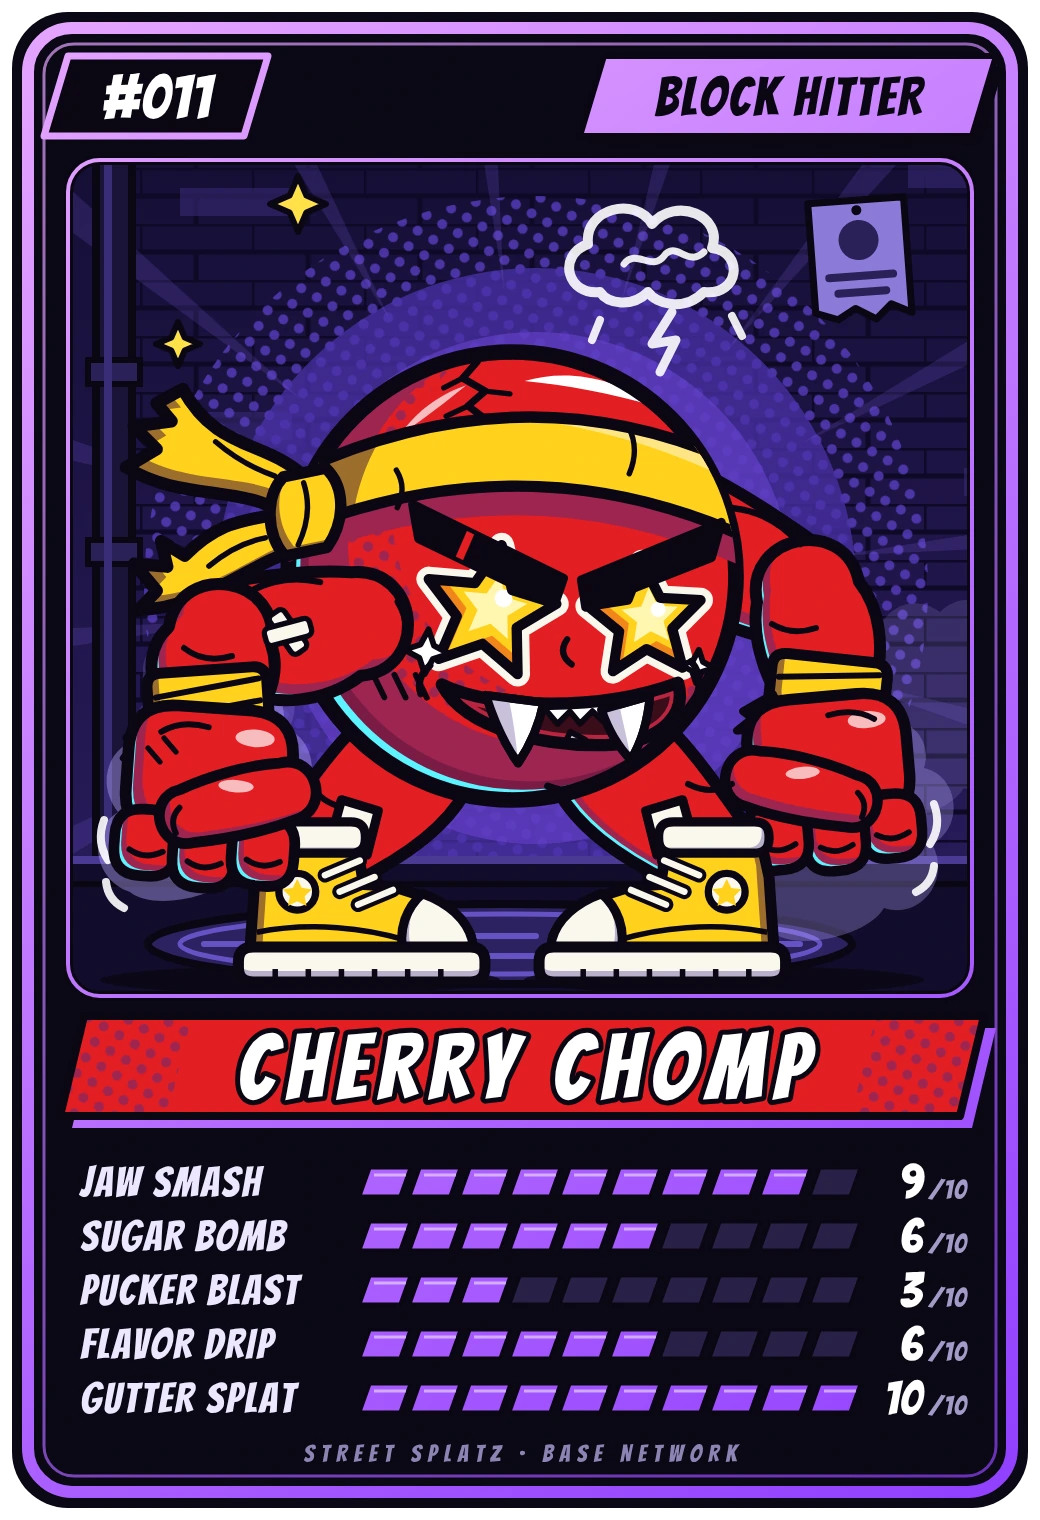 #011
BLOCK HITTER
CHERRY CHOMP
JAW SMASH 9/10
SUGAR BOMB 6/10
PUCKER BLAST 3/10
FLAVOR DRIP 6/10
GUTTER SPLAT 10/10
STREET SPLATZ · BASE NETWORK